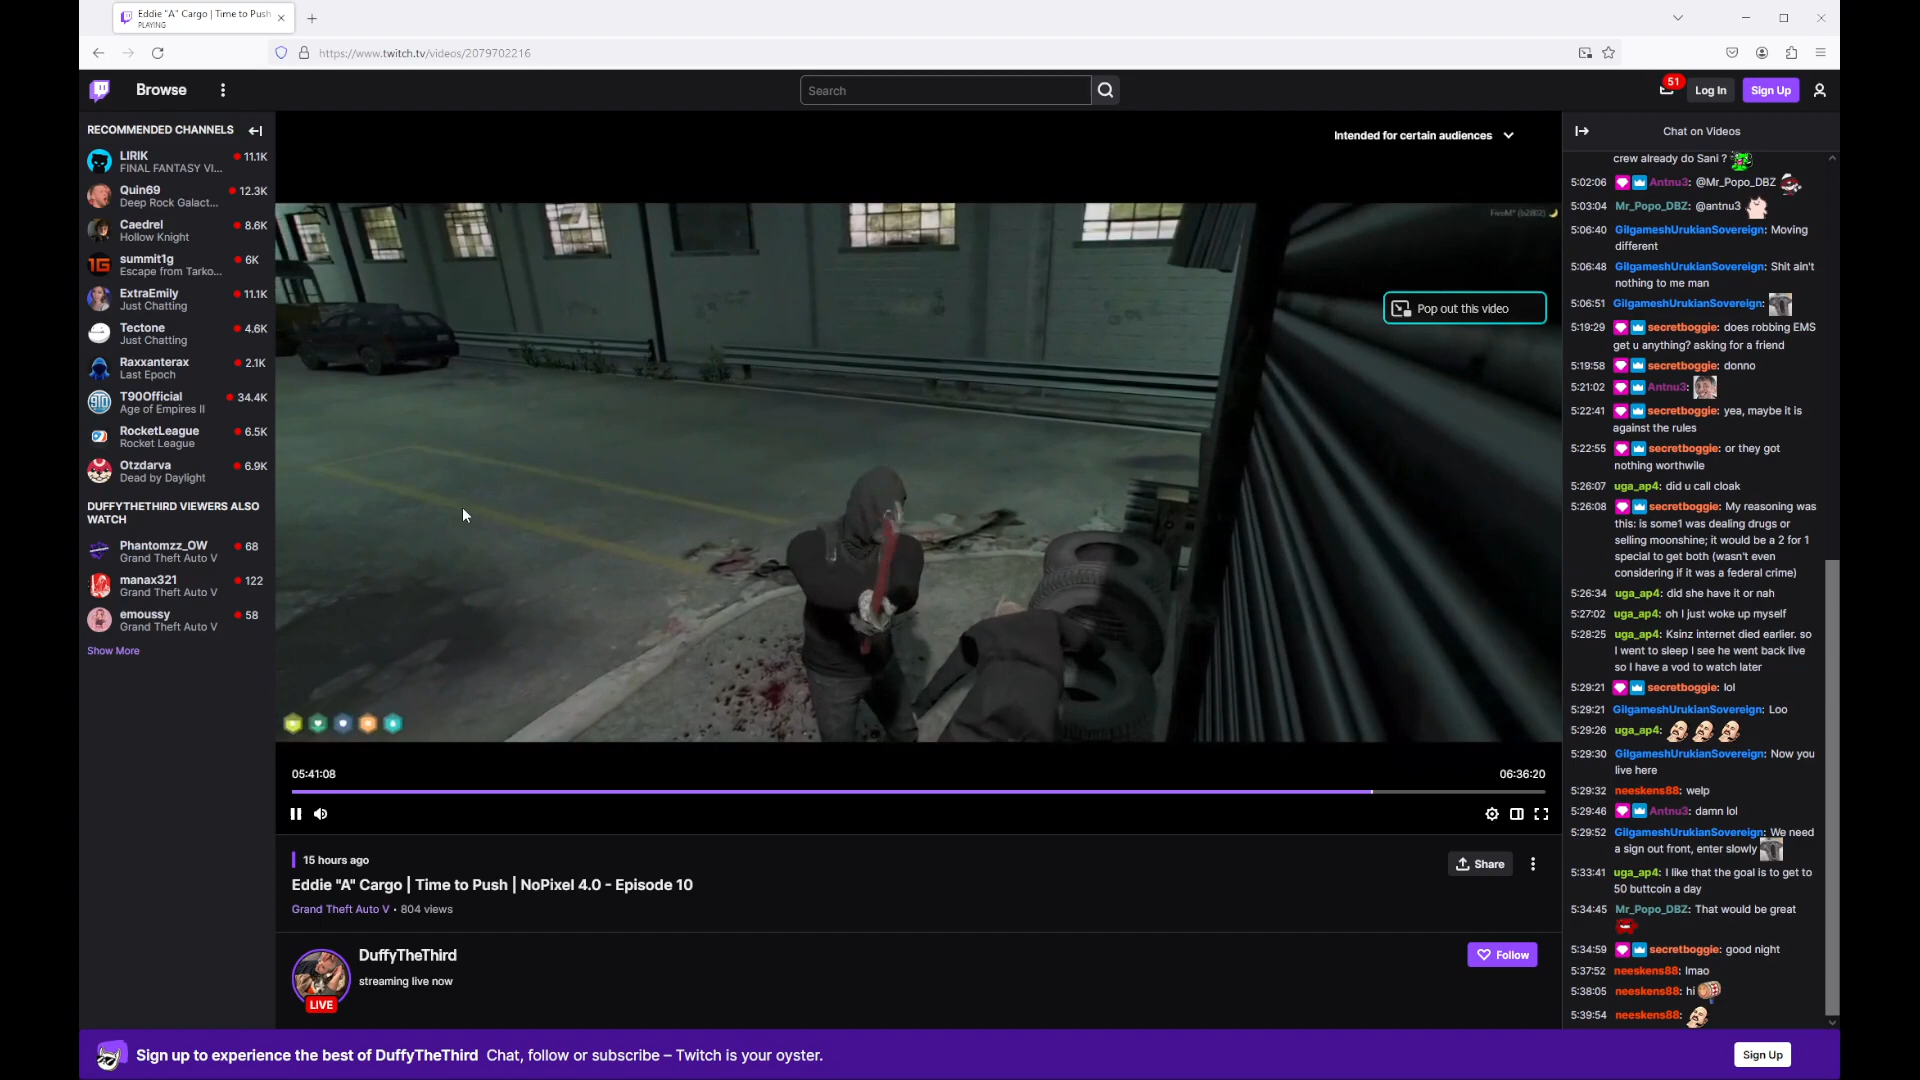 Eddie "A" Cargo | Time to Push
PLAYING
https://www.twitch.tv/videos/2079702216
Browse
Search
51
Log In
Sign Up
RECOMMENDED CHANNELS
LIRIK
11.1K
FINAL FANTASY VI...
Quin69
12.3K
Deep Rock Galact...
Caedrel
8.6K
Hollow Knight
summit1g
6K
Escape from Tarko...
ExtraEmily
11.1K
Just Chatting
Tectone
4.6K
Just Chatting
Raxxanterax
2.1K
Last Epoch
T90Official
34.4K
Age of Empires II
RocketLeague
6.5K
Rocket League
Otzdarva
6.9K
Dead by Daylight
DUFFYTHETHIRD VIEWERS ALSO
WATCH
Phantomzz_OW
68
Grand Theft Auto V
manax321
122
Grand Theft Auto V
emoussy
58
Grand Theft Auto V
Show More
Intended for certain audiences
Pop out this video
05:41:08
06:36:20
15 hours ago
Share
Eddie "A" Cargo | Time to Push | NoPixel 4.0 - Episode 10
Grand Theft Auto V • 804 views
DuffyTheThird
streaming live now
LIVE
Follow
Chat on Videos
crew already do Sani ?
5:02:06 Antnu3: @Mr_Popo_DBZ
5:03:04 Mr_Popo_DBZ: @antnu3
5:06:40 GilgameshUrukianSovereign: Moving
different
5:06:48 GilgameshUrukianSovereign: Shit ain't
nothing to me man
5:06:51 GilgameshUrukianSovereign:
5:19:29 secretboggie: does robbing EMS
get u anything? asking for a friend
5:19:58 secretboggie: donno
5:21:02 Antnu3:
5:22:41 secretboggie: yea, maybe it is
against the rules
5:22:55 secretboggie: or they got
nothing worthwile
5:26:07 uga_ap4: did u call cloak
5:26:08 secretboggie: My reasoning was
this: is some1 was dealing drugs or
selling moonshine; it would be a 2 for 1
special to get both (wasn't even
considering if it was a federal crime)
5:26:34 uga_ap4: did she have it or nah
5:27:02 uga_ap4: oh I just woke up myself
5:28:25 uga_ap4: Ksinz internet died earlier. so
I went to sleep I see he went back live
so I have a vod to watch later
5:29:21 secretboggie: lol
5:29:21 GilgameshUrukianSovereign: Loo
5:29:26 uga_ap4:
5:29:30 GilgameshUrukianSovereign: Now you
live here
5:29:32 neeskens88: welp
5:29:46 Antnu3: damn lol
5:29:52 GilgameshUrukianSovereign: We need
a sign out front, enter slowly
5:33:41 uga_ap4: I like that the goal is to get to
50 buttcoin a day
5:34:45 Mr_Popo_DBZ: That would be great
5:34:59 secretboggie: good night
5:37:52 neeskens88: lmao
5:38:05 neeskens88: hi
5:39:54 neeskens88:
Sign up to experience the best of DuffyTheThird Chat, follow or subscribe – Twitch is your oyster.
Sign Up